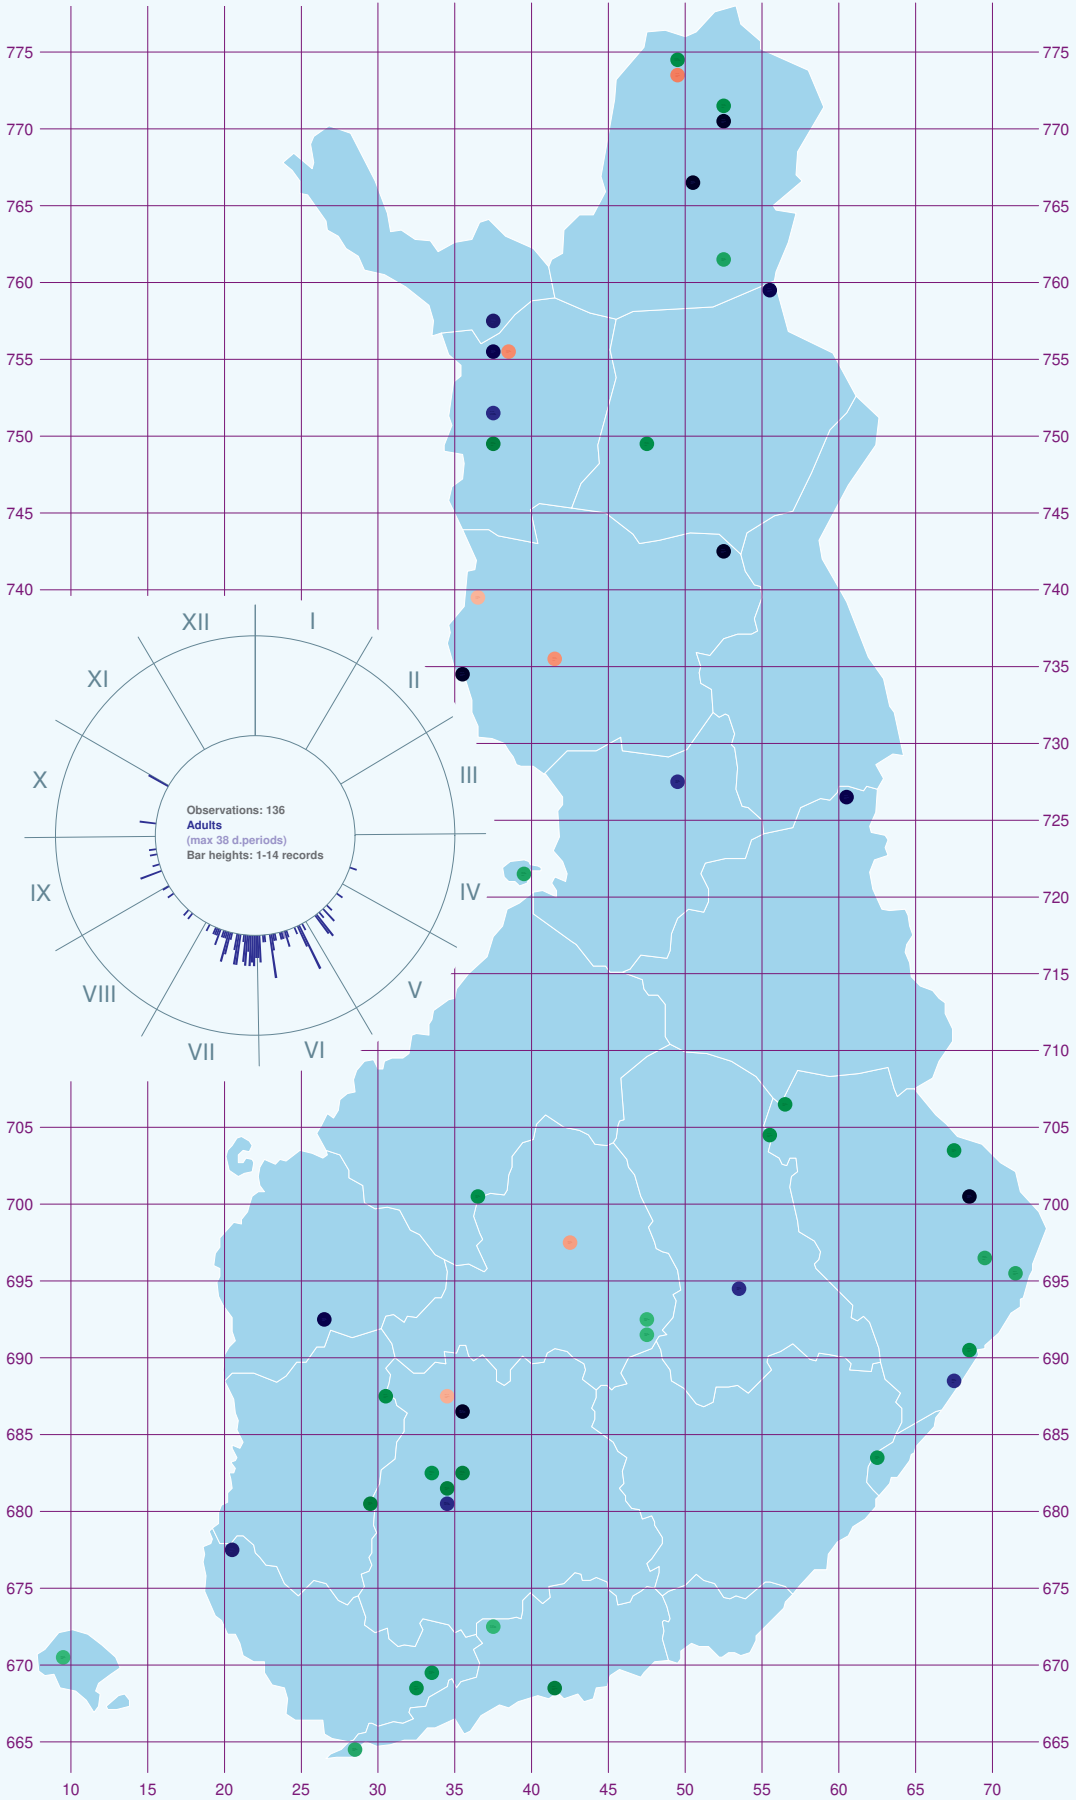 775 775
770 770
765 765
760 760
755 755
750 750
745 745
740 740
XII I
XI II
735
730
X III
Observations: 136
Adults
(max 38 d.periods)
Bar heights: 1-14 records
725
IX IV
720
715
VIII V
VII VI
710
705 705
700 700
695 695
690 690
685 685
680 680
675 675
670 670
665 665
10 15 20 25 30 35 40 45 50 55 60 65 70